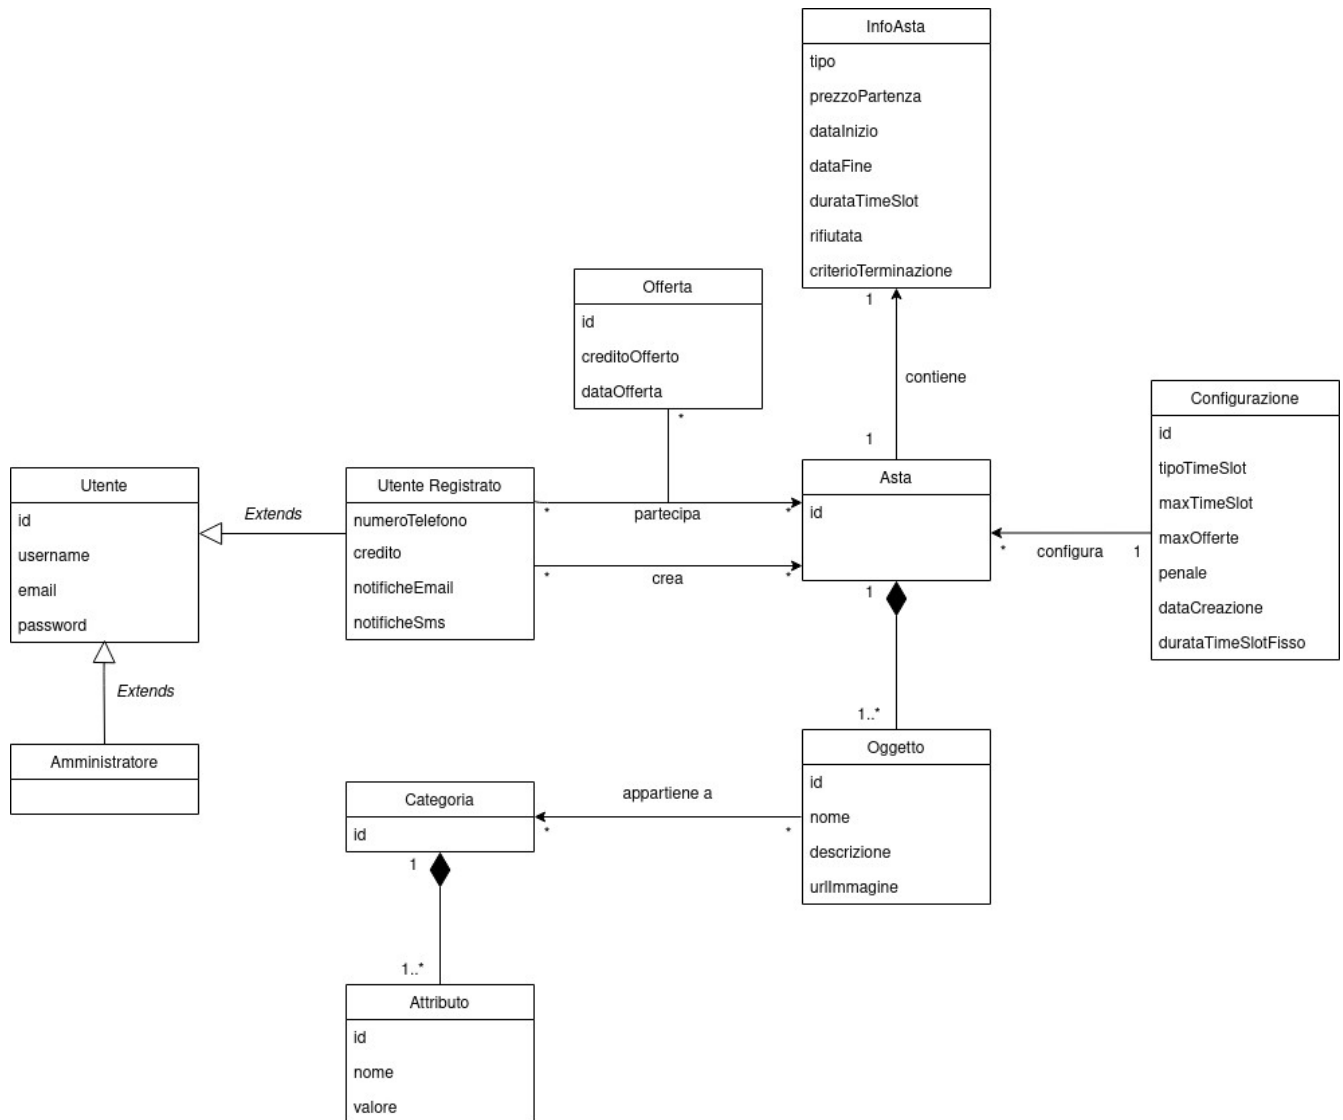 InfoAsta
tipo
prezzoPartenza
dataInizio
dataFine
durataTimeSlot
rifiutata
criterioTerminazione
1
contiene
1
Offerta
id
creditoOfferto
dataOfferta
*
Configurazione
id
tipoTimeSlot
maxTimeSlot
maxOfferte
penale
dataCreazione
durataTimeSlotFisso
Utente
id
username
email
password
Extends
Utente Registrato
numeroTelefono
credito
notificheEmail
notificheSms
* partecipa *
* crea *
Asta
id
* configura 1
1
1..*
Extends
Amministratore
Oggetto
id
nome
descrizione
urlImmagine
appartiene a
* *
Categoria
id
1
1..*
Attributo
id
nome
valore